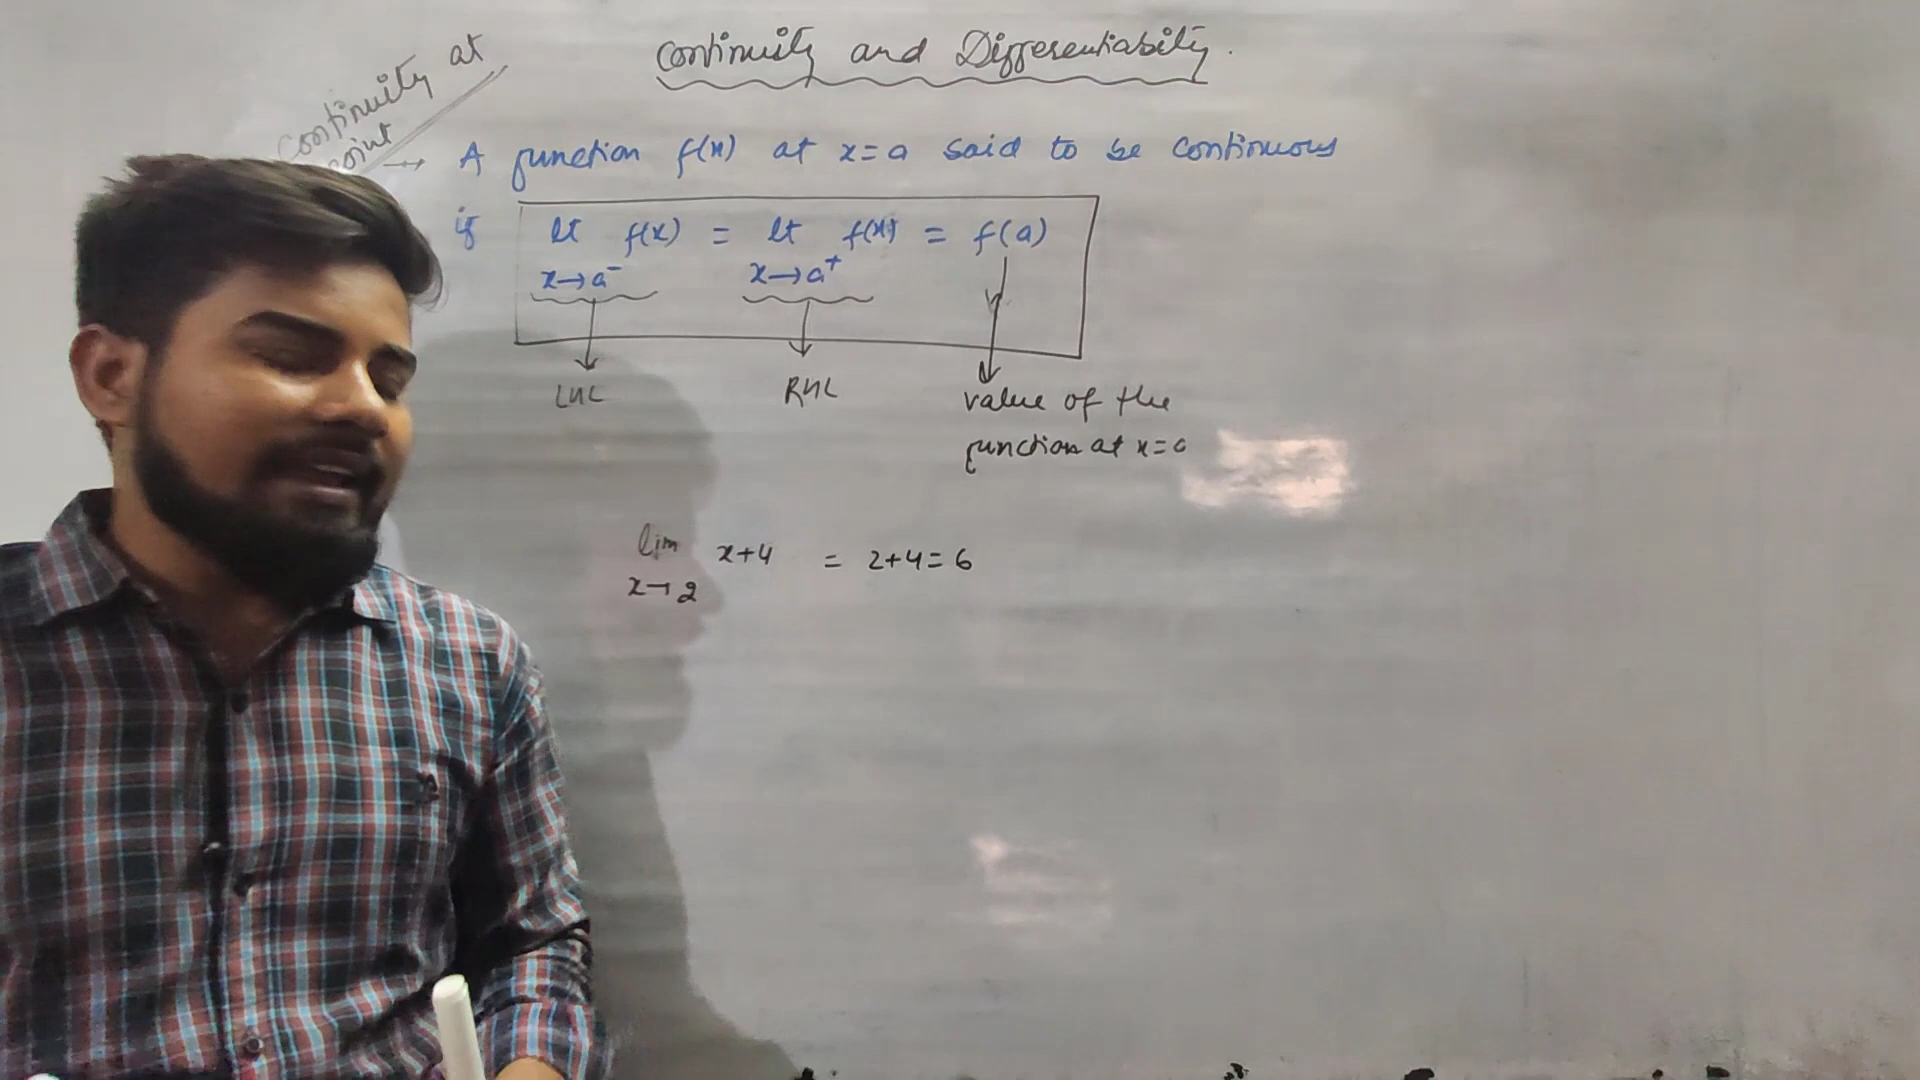 Continuity and Differentiability.
Continuity at
point
→ A function f(x) at x=a said to be continuous
if lt f(x) = lt f(x) = f(a)
x→a⁻ x→a⁺
LHL RHL value of the
function at x=a
lim x+4 = 2+4=6
x→2